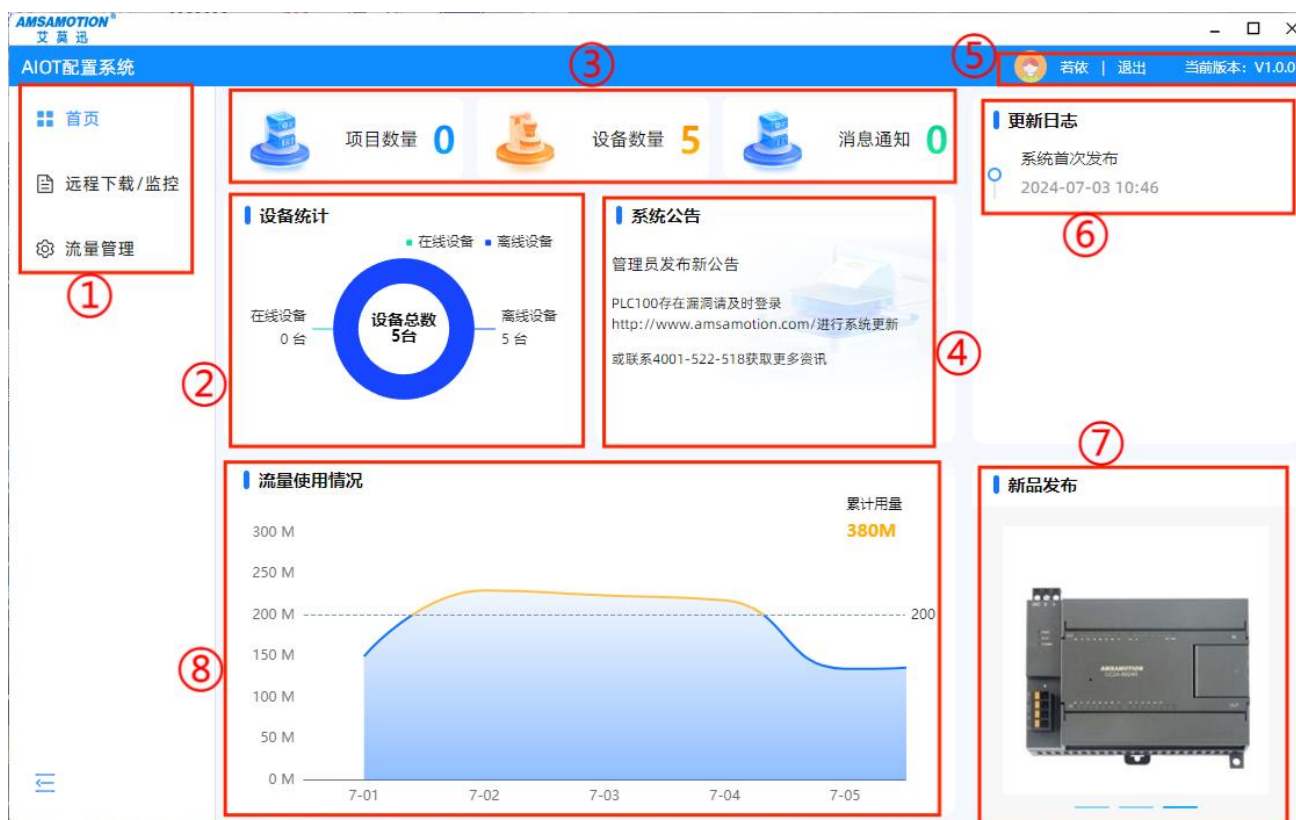 AMSAMOTION®
艾莫迅
AIOT配置系统
⑤
若依 | 退出 当前版本：V1.0.0
首页
远程下载/监控
流量管理
①
③
项目数量 0
设备数量 5
消息通知 0
设备统计
在线设备 离线设备
在线设备
0 台
设备总数
5台
离线设备
5 台
②
系统公告
管理员发布新公告
PLC100存在漏洞请及时登录
http://www.amsamotion.com/进行系统更新
或联系4001-522-518获取更多资讯
④
更新日志
系统首次发布
2024-07-03 10:46
⑥
流量使用情况
累计用量
380M
300 M
250 M
200 M
200
150 M
100 M
50 M
0 M
7-01 7-02 7-03 7-04 7-05
⑧
⑦
新品发布
AMSAMOTION